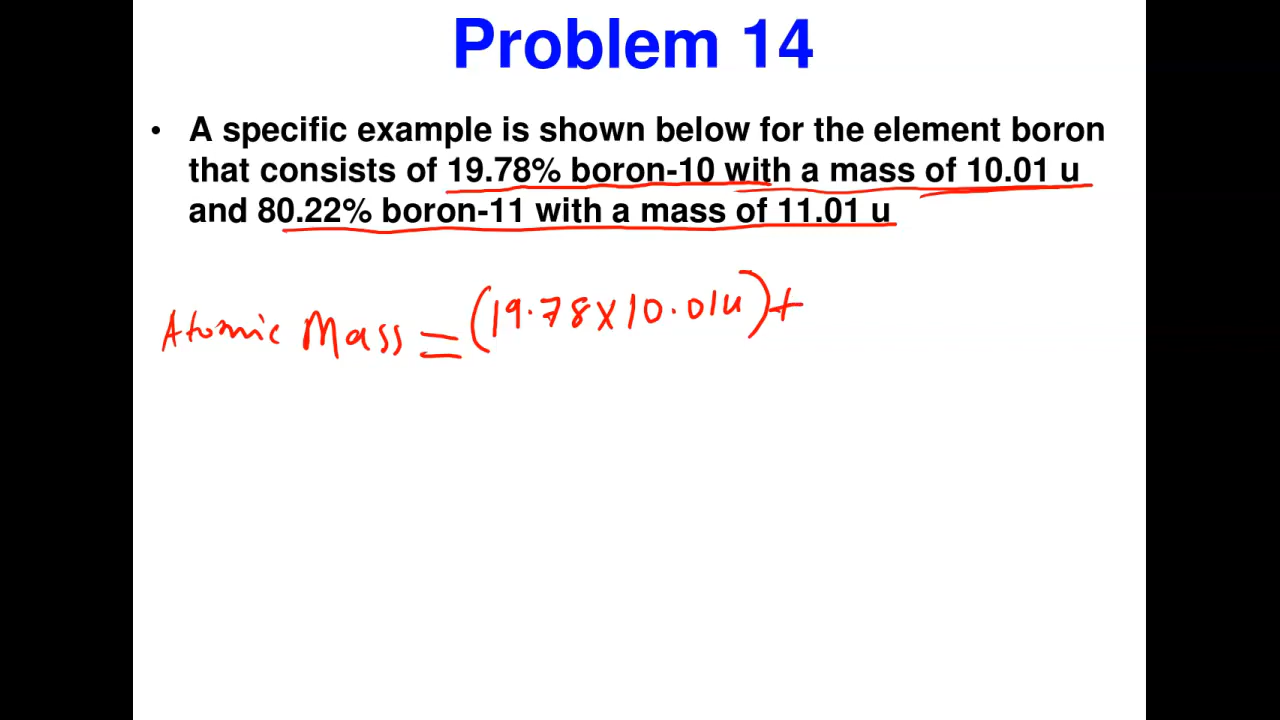 Problem 14
• A specific example is shown below for the element boron
that consists of 19.78% boron-10 with a mass of 10.01 u
and 80.22% boron-11 with a mass of 11.01 u
Atomic Mass = (19.78 X 10.01u) +